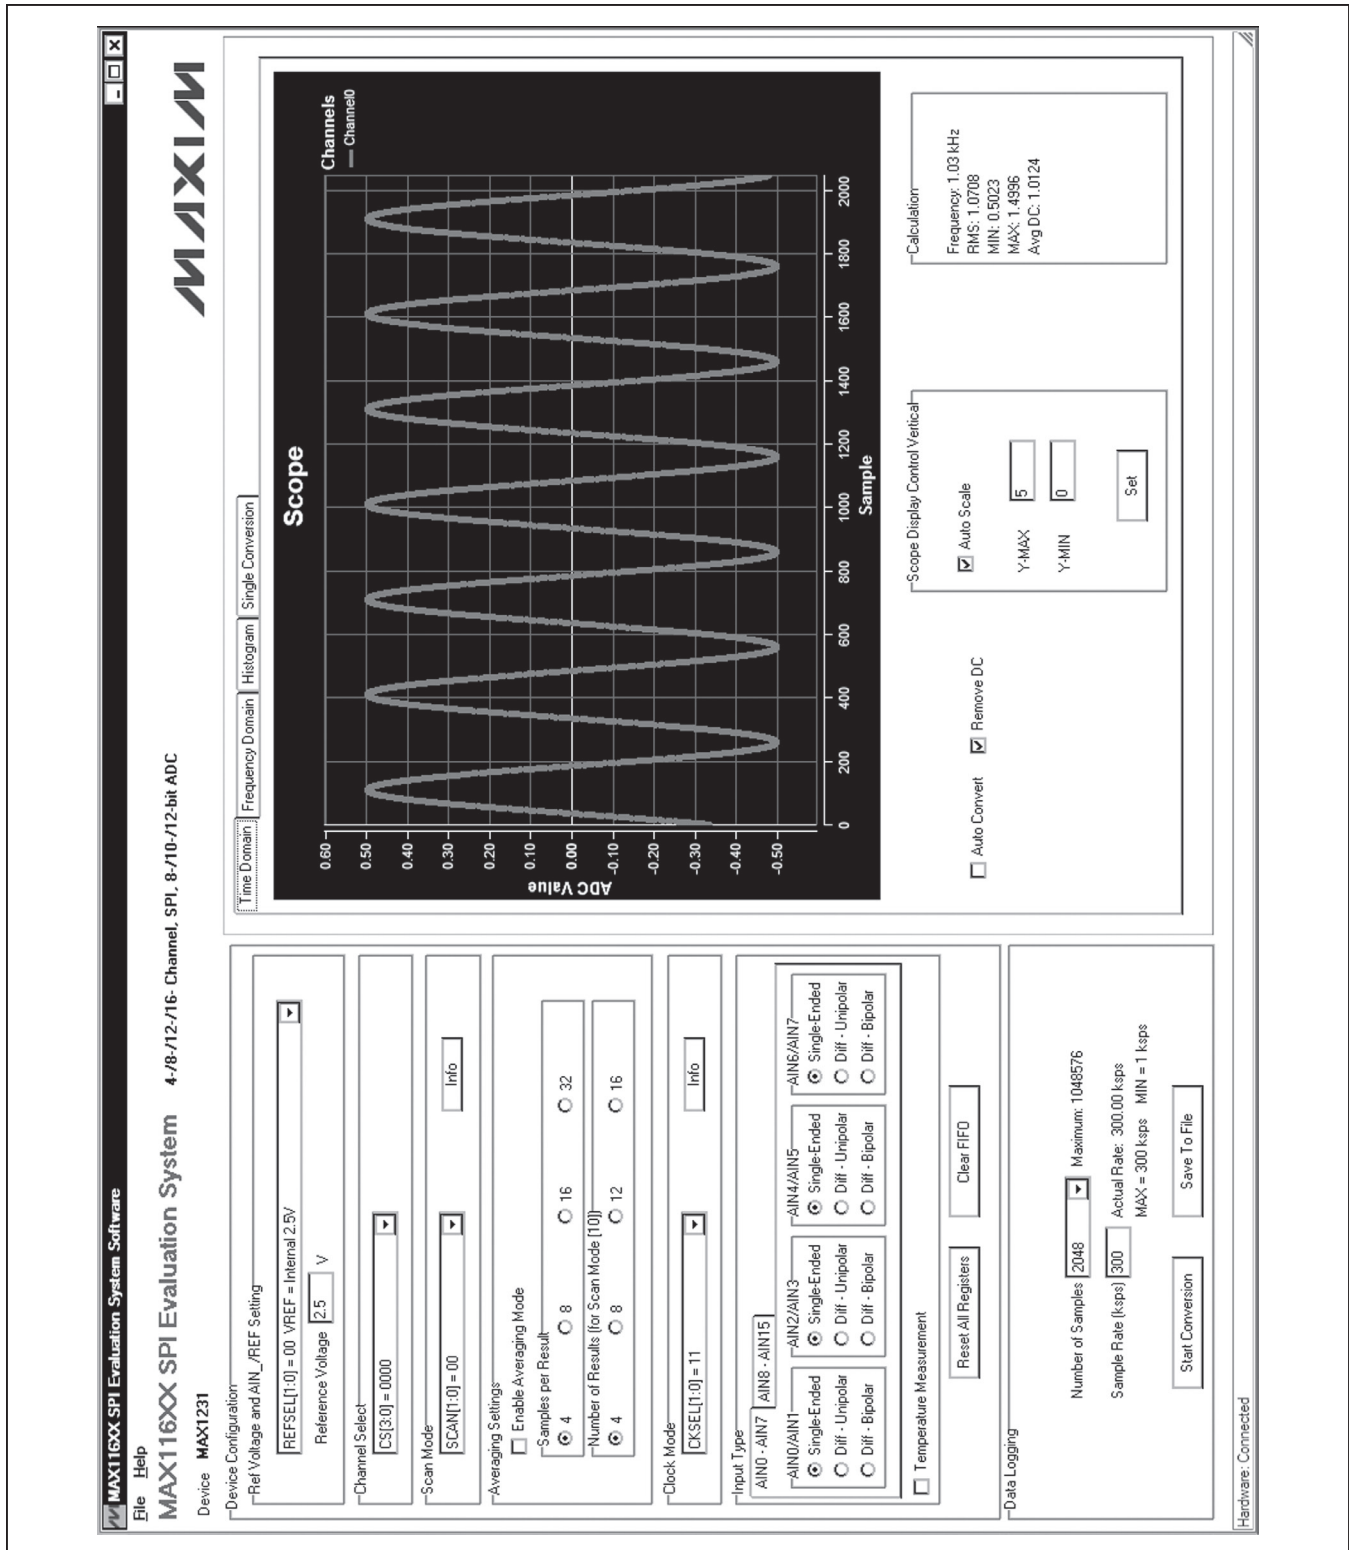 MAX116XX SPI Evaluation System Software
File Help
MAX116XX SPI Evaluation System 4-/8-/12-/16- Channel, SPI, 8-/10-/12-bit ADC
MAXIM
Device MAX1231
Device Configuration
Ref Voltage and AIN_/REF Setting
REFSEL[1:0] = 00 VREF = Internal 2.5V
Reference Voltage 2.5 V
Channel Select
CS[3:0] = 0000
Scan Mode
SCAN[1:0] = 00
Info
Averaging Settings
Enable Averaging Mode
Samples per Result
4 8 16 32
Number of Results (for Scan Mode [10])
4 8 12 16
Clock Mode
CKSEL[1:0] = 11
Info
Input Type
AIN0 - AIN7 AIN8 - AIN15
AIN0/AIN1 AIN2/AIN3 AIN4/AIN5 AIN6/AIN7
Single-Ended Single-Ended Single-Ended Single-Ended
Diff - Unipolar Diff - Unipolar Diff - Unipolar Diff - Unipolar
Diff - Bipolar Diff - Bipolar Diff - Bipolar Diff - Bipolar
Temperature Measurement
Reset All Registers Clear FIFO
Data Logging
Number of Samples 2048 Maximum: 1048576
Sample Rate (ksps) 300 Actual Rate: 300.00 ksps
MAX = 300 ksps MIN = 1 ksps
Start Conversion Save To File
Time Domain Frequency Domain Histogram Single Conversion
Scope
Channels
Channel0
ADC Value
0.60
0.50
0.40
0.30
0.20
0.10
0.00
-0.10
-0.20
-0.30
-0.40
-0.50
0 200 400 600 800 1000 1200 1400 1600 1800 2000
Sample
Auto Convert Remove DC
Scope Display Control Vertical
Auto Scale
Y-MAX 5
Y-MIN 0
Set
Calculation
Frequency: 1.03 kHz
RMS: 1.0708
MIN: 0.5023
MAX: 1.4996
Avg DC: 1.0124
Hardware: Connected